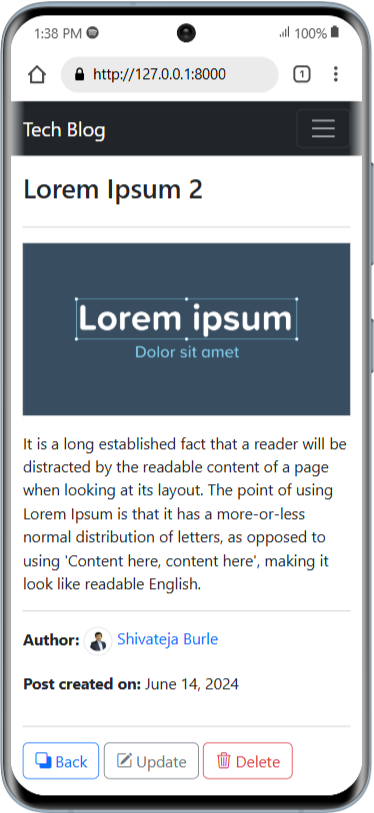 1:38 PM 100%
http://127.0.0.1:8000 1
Tech Blog
Lorem Ipsum 2
Lorem ipsum
Dolor sit amet
It is a long established fact that a reader will be
distracted by the readable content of a page
when looking at its layout. The point of using
Lorem Ipsum is that it has a more-or-less
normal distribution of letters, as opposed to
using 'Content here, content here', making it
look like readable English.
Author: Shivateja Burle
Post created on: June 14, 2024
Back Update Delete